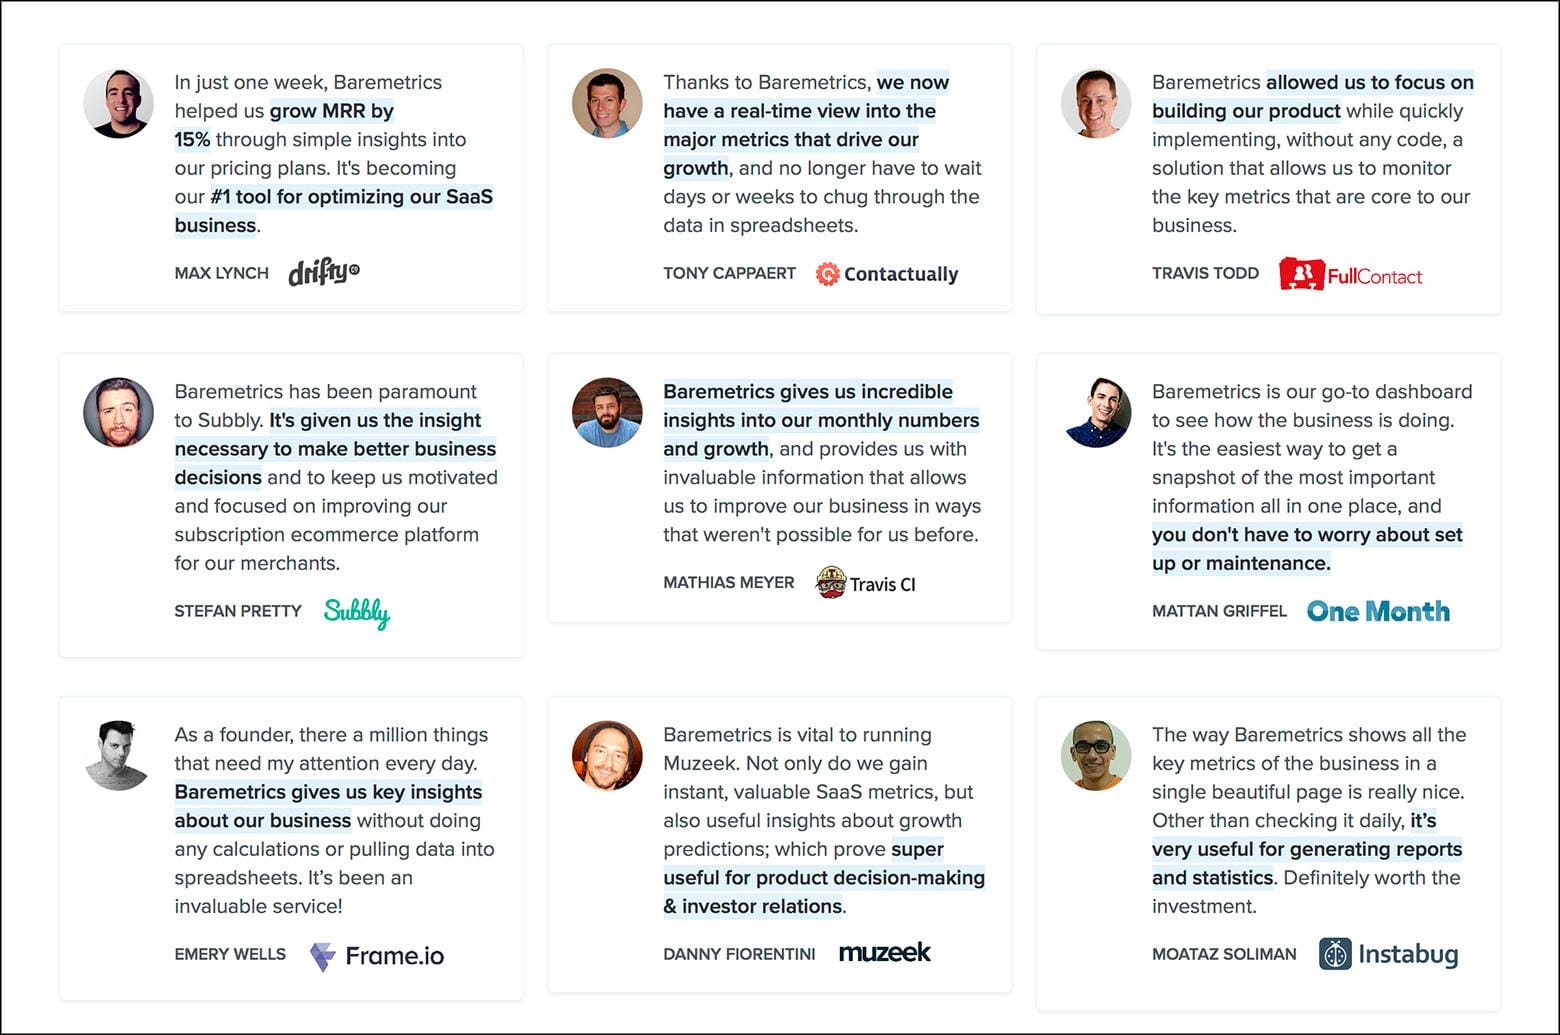 In just one week, Baremetrics
helped us grow MRR by
15% through simple insights into
our pricing plans. It's becoming
our #1 tool for optimizing our SaaS
business.
MAX LYNCH drifty co
Thanks to Baremetrics, we now
have a real-time view into the
major metrics that drive our
growth, and no longer have to wait
days or weeks to chug through the
data in spreadsheets.
TONY CAPPAERT Contactually
Baremetrics allowed us to focus on
building our product while quickly
implementing, without any code, a
solution that allows us to monitor
the key metrics that are core to our
business.
TRAVIS TODD FullContact
Baremetrics has been paramount
to Subbly. It's given us the insight
necessary to make better business
decisions and to keep us motivated
and focused on improving our
subscription ecommerce platform
for our merchants.
STEFAN PRETTY Subbly
Baremetrics gives us incredible
insights into our monthly numbers
and growth, and provides us with
invaluable information that allows
us to improve our business in ways
that weren't possible for us before.
MATHIAS MEYER Travis CI
Baremetrics is our go-to dashboard
to see how the business is doing.
It's the easiest way to get a
snapshot of the most important
information all in one place, and
you don't have to worry about set
up or maintenance.
MATTAN GRIFFEL One Month
As a founder, there a million things
that need my attention every day.
Baremetrics gives us key insights
about our business without doing
any calculations or pulling data into
spreadsheets. It’s been an
invaluable service!
EMERY WELLS Frame.io
Baremetrics is vital to running
Muzeek. Not only do we gain
instant, valuable SaaS metrics, but
also useful insights about growth
predictions; which prove super
useful for product decision-making
& investor relations.
DANNY FIORENTINI muzeek
The way Baremetrics shows all the
key metrics of the business in a
single beautiful page is really nice.
Other than checking it daily, it’s
very useful for generating reports
and statistics. Definitely worth the
investment.
MOATAZ SOLIMAN Instabug